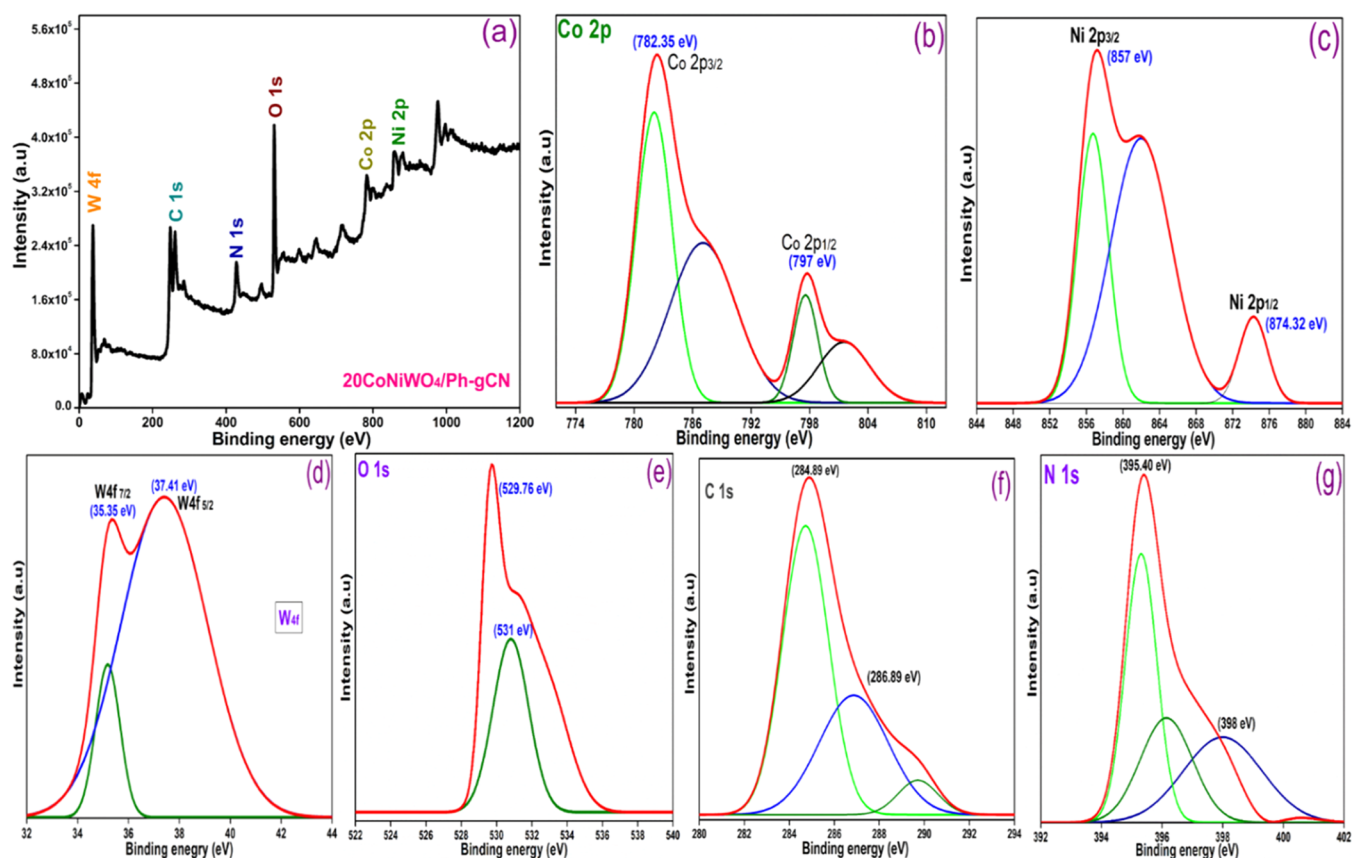 (a)
5.6x10⁵
4.8x10⁵
4.0x10⁵
3.2x10⁵
2.4x10⁵
1.6x10⁵
8.0x10⁴
0.0
Intensity (a.u)
W 4f
C 1s
N 1s
O 1s
Co 2p
Ni 2p
20CoNiWO₄/Ph-gCN
0 200 400 600 800 1000 1200
Binding energy (eV)
Co 2p
(b)
(782.35 eV)
Co 2p3/2
Co 2p1/2
(797 eV)
Intensity (a.u)
774 780 786 792 798 804 810
Binding energy (eV)
(c)
Ni 2p3/2
(857 eV)
Ni 2p1/2
(874.32 eV)
Intensity (a.u)
844 848 852 856 860 864 868 872 876 880 884
Binding energy (eV)
(d)
W4f 7/2
(35.35 eV)
(37.41 eV)
W4f 5/2
W4f
Intensity (a.u)
32 34 36 38 40 42 44
Binding enegry (eV)
O 1s
(e)
(529.76 eV)
(531 eV)
Intensity (a.u)
522 524 526 528 530 532 534 536 538 540
Binding energy (eV)
C 1s
(f)
(284.89 eV)
(286.89 eV)
Intensity (a.u)
280 282 284 286 288 290 292 294
Binding energy (eV)
N 1s
(g)
(395.40 eV)
(398 eV)
Intensity (a.u)
392 394 396 398 400 402
Binding energy (eV)